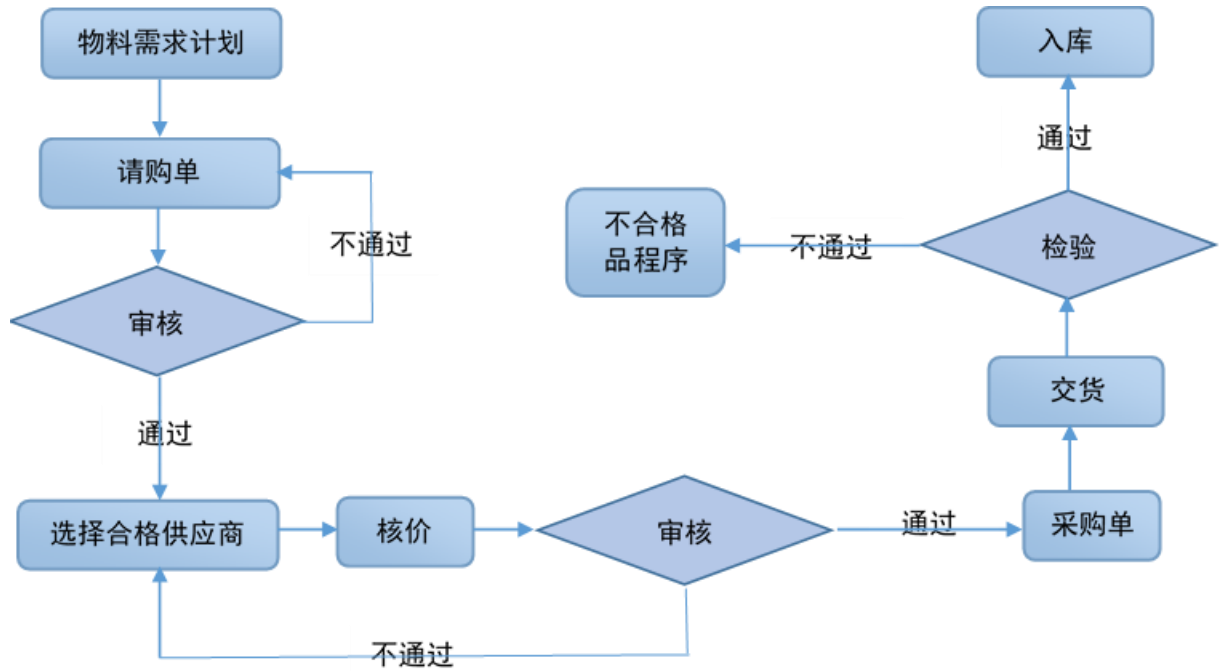 物料需求计划
请购单
不通过
审核
通过
选择合格供应商
核价
审核
不通过
通过
采购单
交货
检验
不通过
不合格
品程序
通过
入库